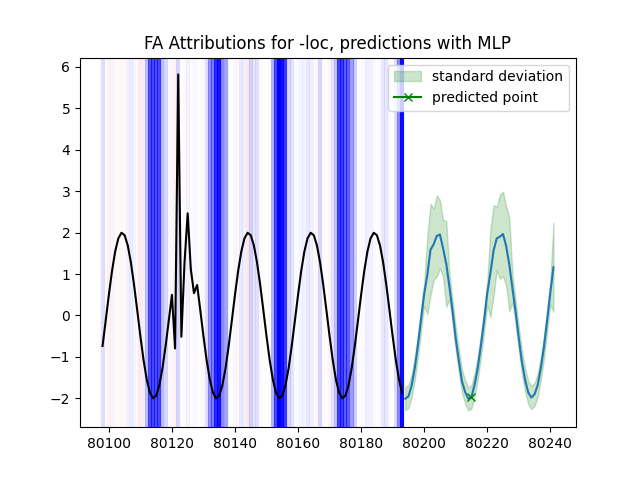 FA Attributions for -loc, predictions with MLP
standard deviation
predicted point
6
5
4
3
2
1
0
−1
−2
80100 80120 80140 80160 80180 80200 80220 80240